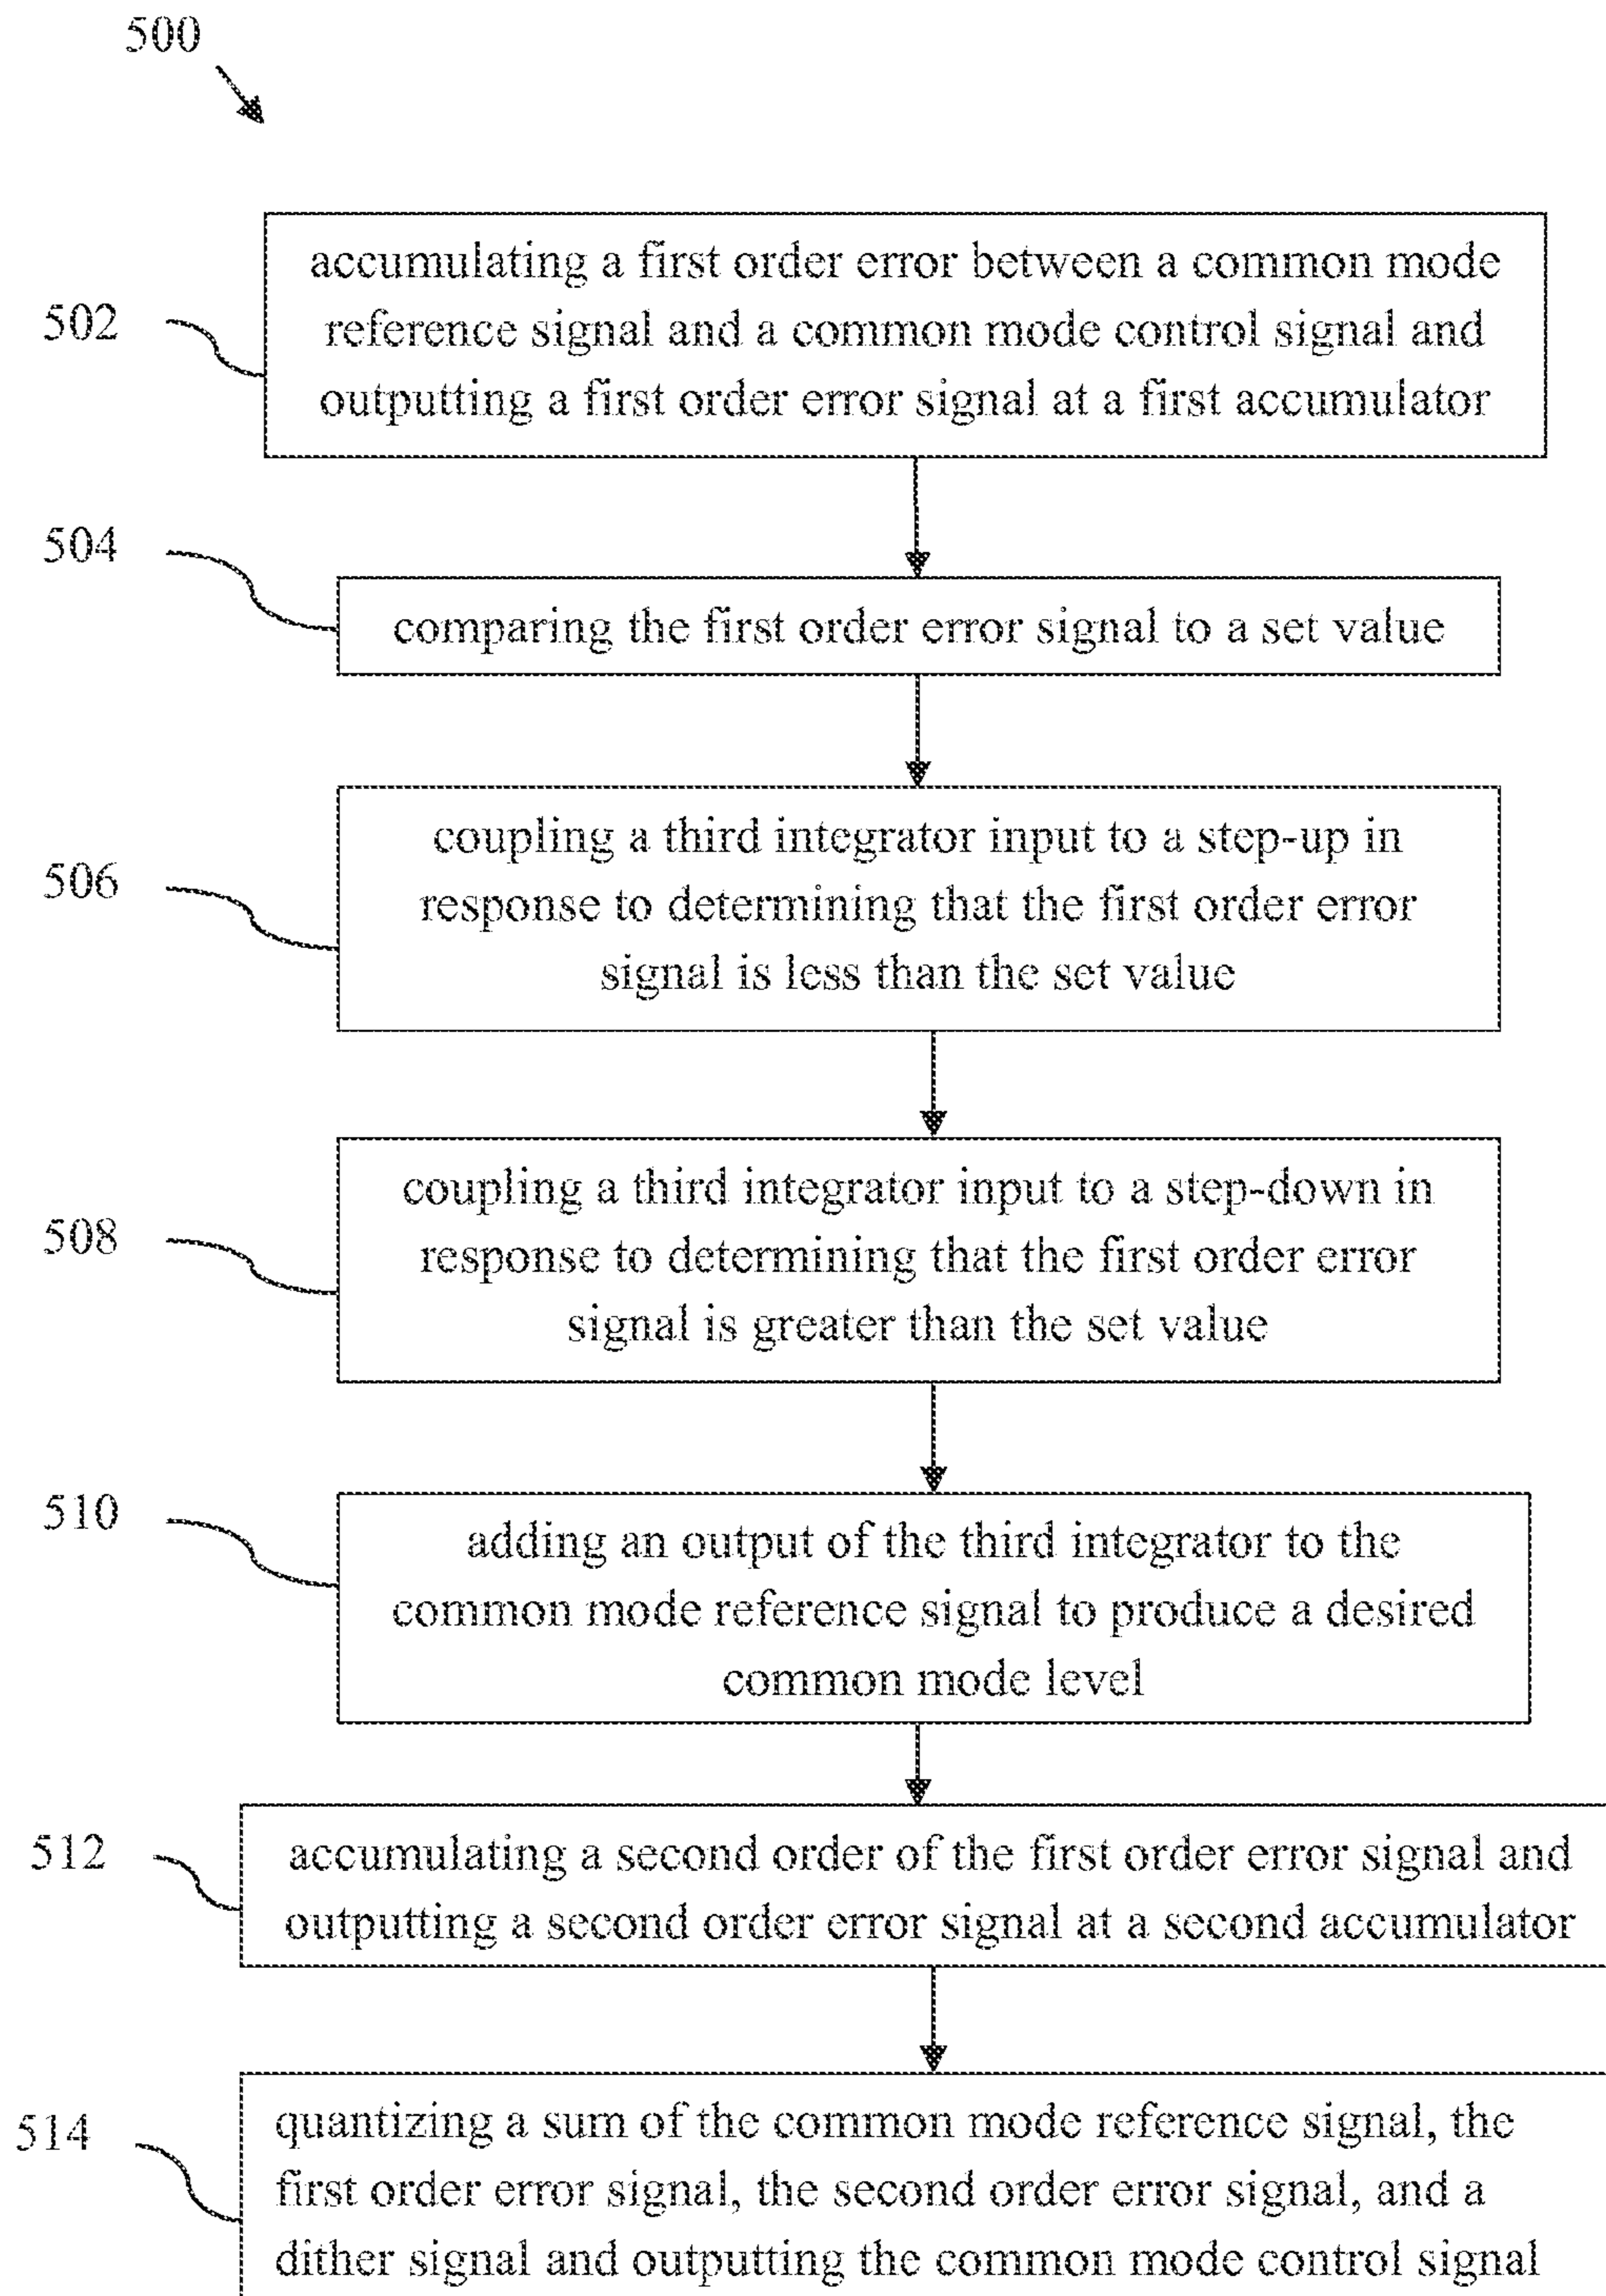 500
502
accumulating a first order error between a common mode
reference signal and a common mode control signal and
outputting a first order error signal at a first accumulator
504
comparing the first order error signal to a set value
506
coupling a third integrator input to a step-up in
response to determining that the first order error
signal is less than the set value
508
coupling a third integrator input to a step-down in
response to determining that the first order error
signal is greater than the set value
510
adding an output of the third integrator to the
common mode reference signal to produce a desired
common mode level
512
accumulating a second order of the first order error signal and
outputting a second order error signal at a second accumulator
514
quantizing a sum of the common mode reference signal, the
first order error signal, the second order error signal, and a
dither signal and outputting the common mode control signal